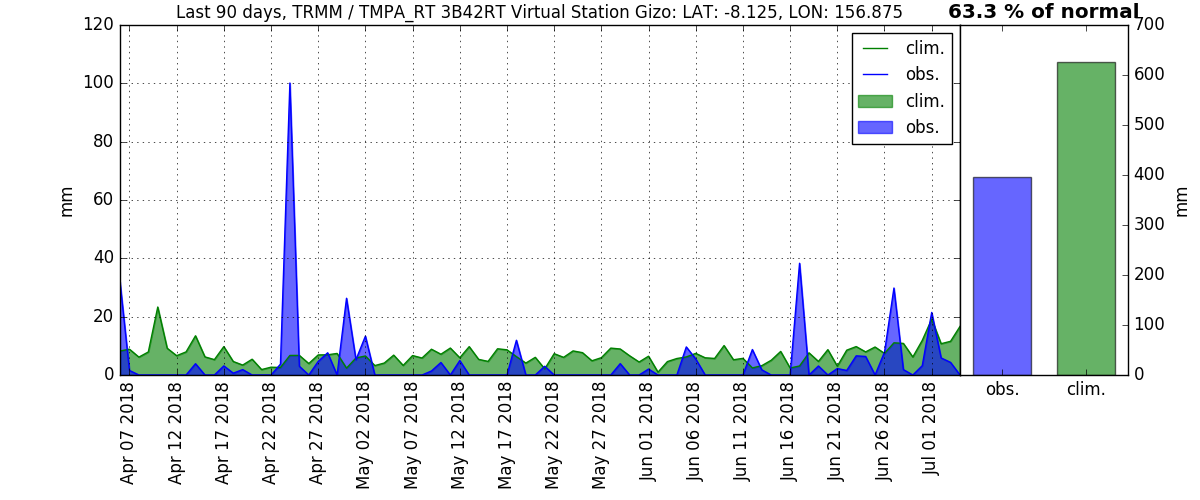 Last 90 days, TRMM / TMPA_RT 3B42RT Virtual Station Gizo: LAT: -8.125, LON: 156.875
63.3 % of normal
120
100
80
60
40
20
0
mm
clim.
obs.
clim.
obs.
700
600
500
400
300
200
100
0
mm
Apr 07 2018
Apr 12 2018
Apr 17 2018
Apr 22 2018
Apr 27 2018
May 02 2018
May 07 2018
May 12 2018
May 17 2018
May 22 2018
May 27 2018
Jun 01 2018
Jun 06 2018
Jun 11 2018
Jun 16 2018
Jun 21 2018
Jun 26 2018
Jul 01 2018
obs.
clim.